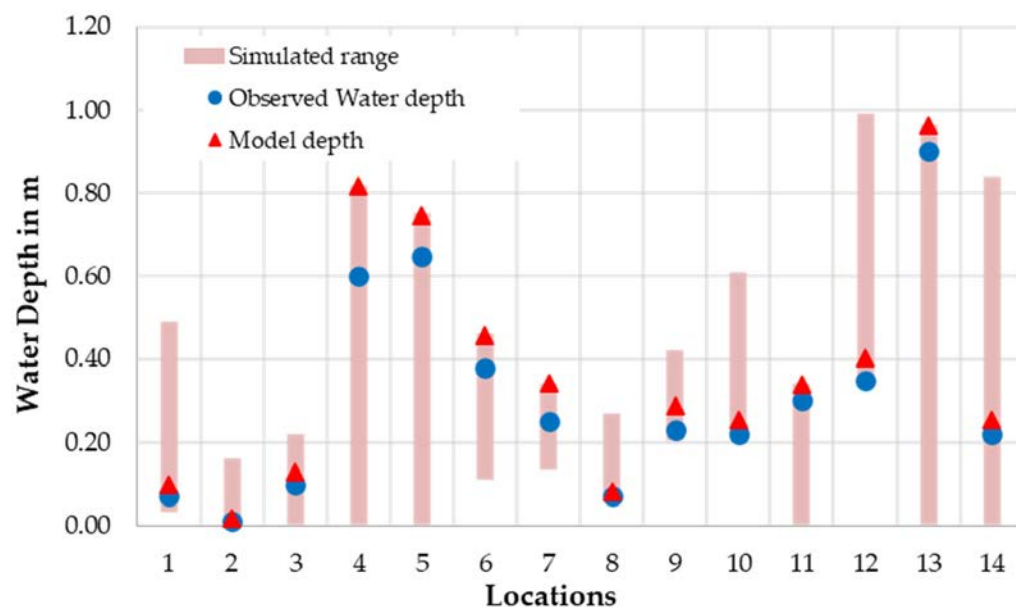 1.20
1.00
0.80
0.60
0.40
0.20
0.00
Water Depth in m
Simulated range
Observed Water depth
Model depth
1 2 3 4 5 6 7 8 9 10 11 12 13 14
Locations